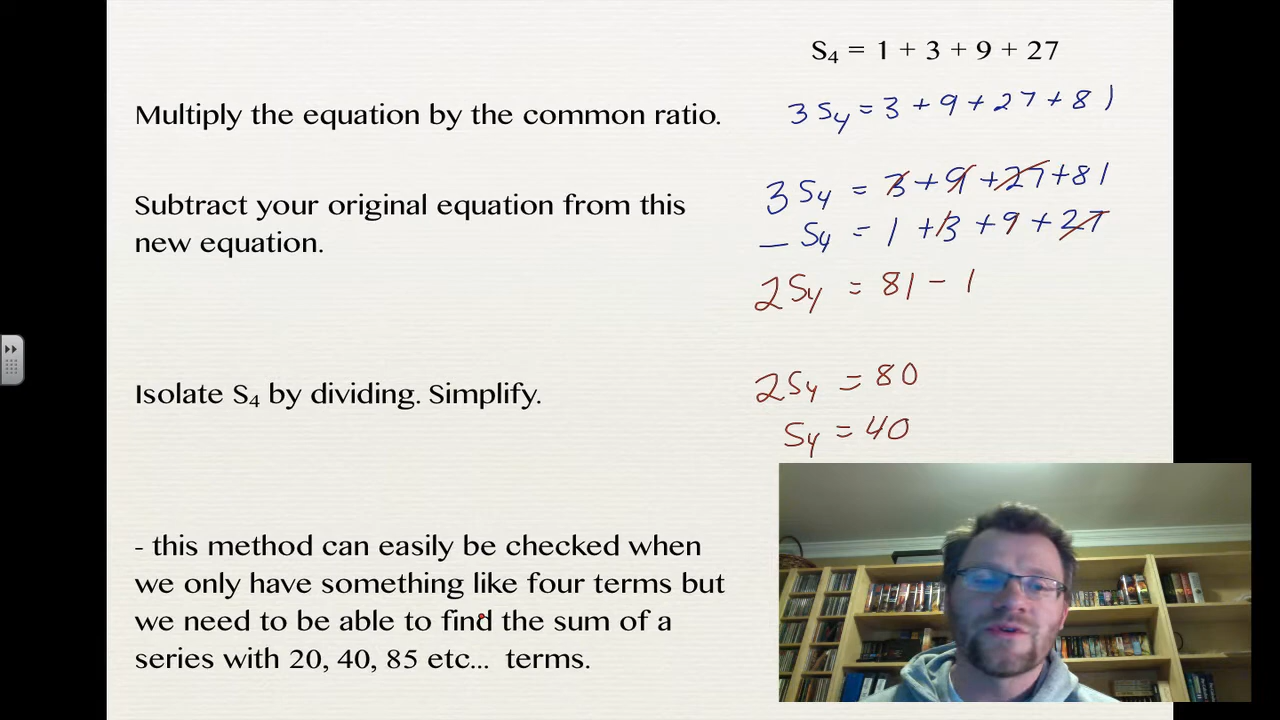 S₄ = 1 + 3 + 9 + 27
Multiply the equation by the common ratio.
3S₄ = 3 + 9 + 27 + 81
Subtract your original equation from this
new equation.
3S₄ = 3 + 9 + 27 + 81
− S₄ = 1 + 3 + 9 + 27
2S₄ = 81 − 1
Isolate S₄ by dividing. Simplify.
2S₄ = 80
S₄ = 40
- this method can easily be checked when
we only have something like four terms but
we need to be able to find the sum of a
series with 20, 40, 85 etc... terms.